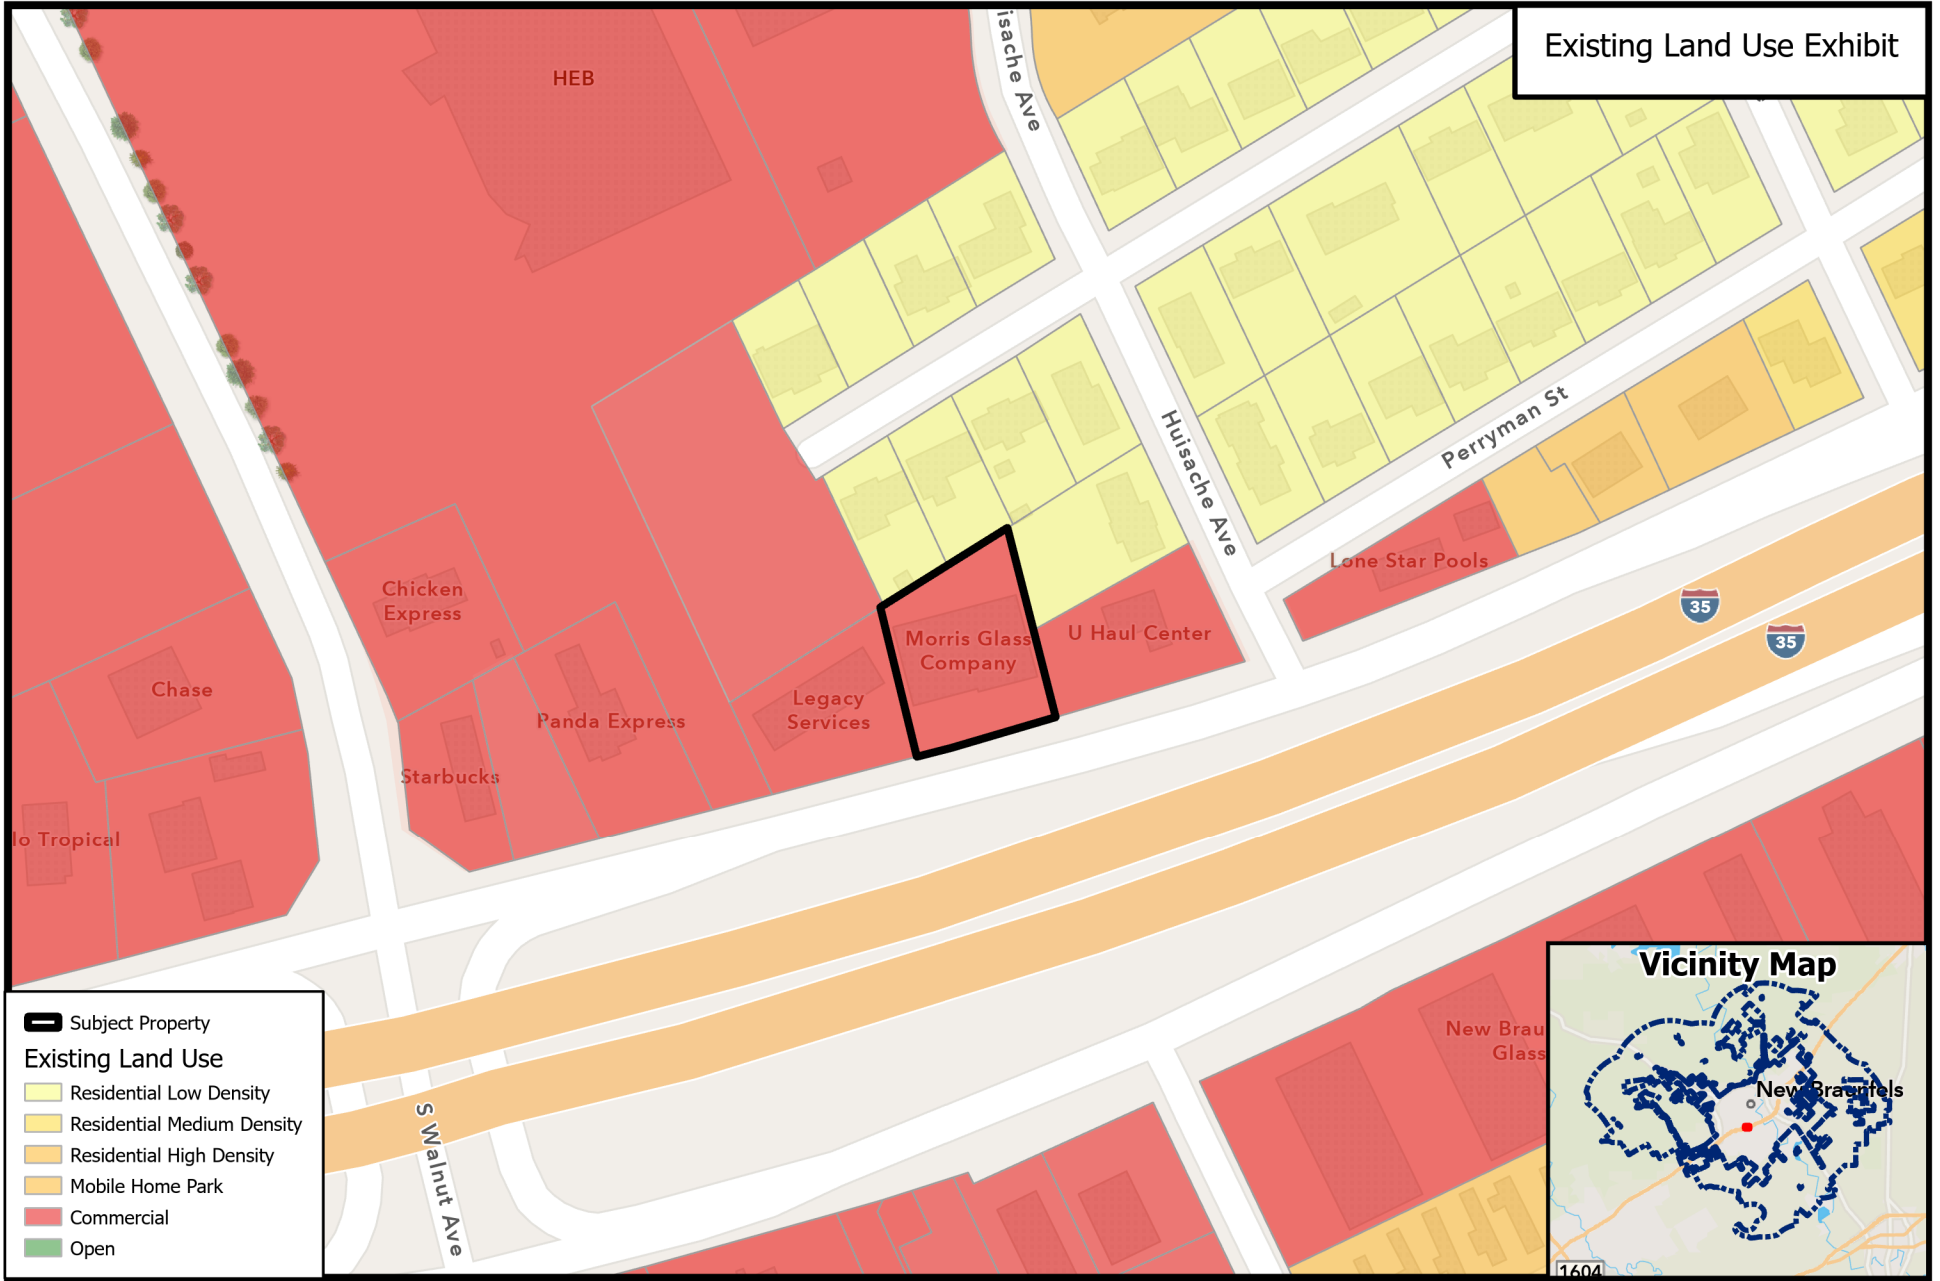 Existing Land Use Exhibit
HEB
isache Ave
Huisache Ave
Perryman St
Lone Star Pools
35
35
Chicken
Express
Morris Glass
Company
U Haul Center
Chase
Legacy
Services
Panda Express
Starbucks
lo Tropical
New Brau
Glass
S Walnut Ave
Subject Property
Existing Land Use
Residential Low Density
Residential Medium Density
Residential High Density
Mobile Home Park
Commercial
Open
Vicinity Map
New Braunfels
1604